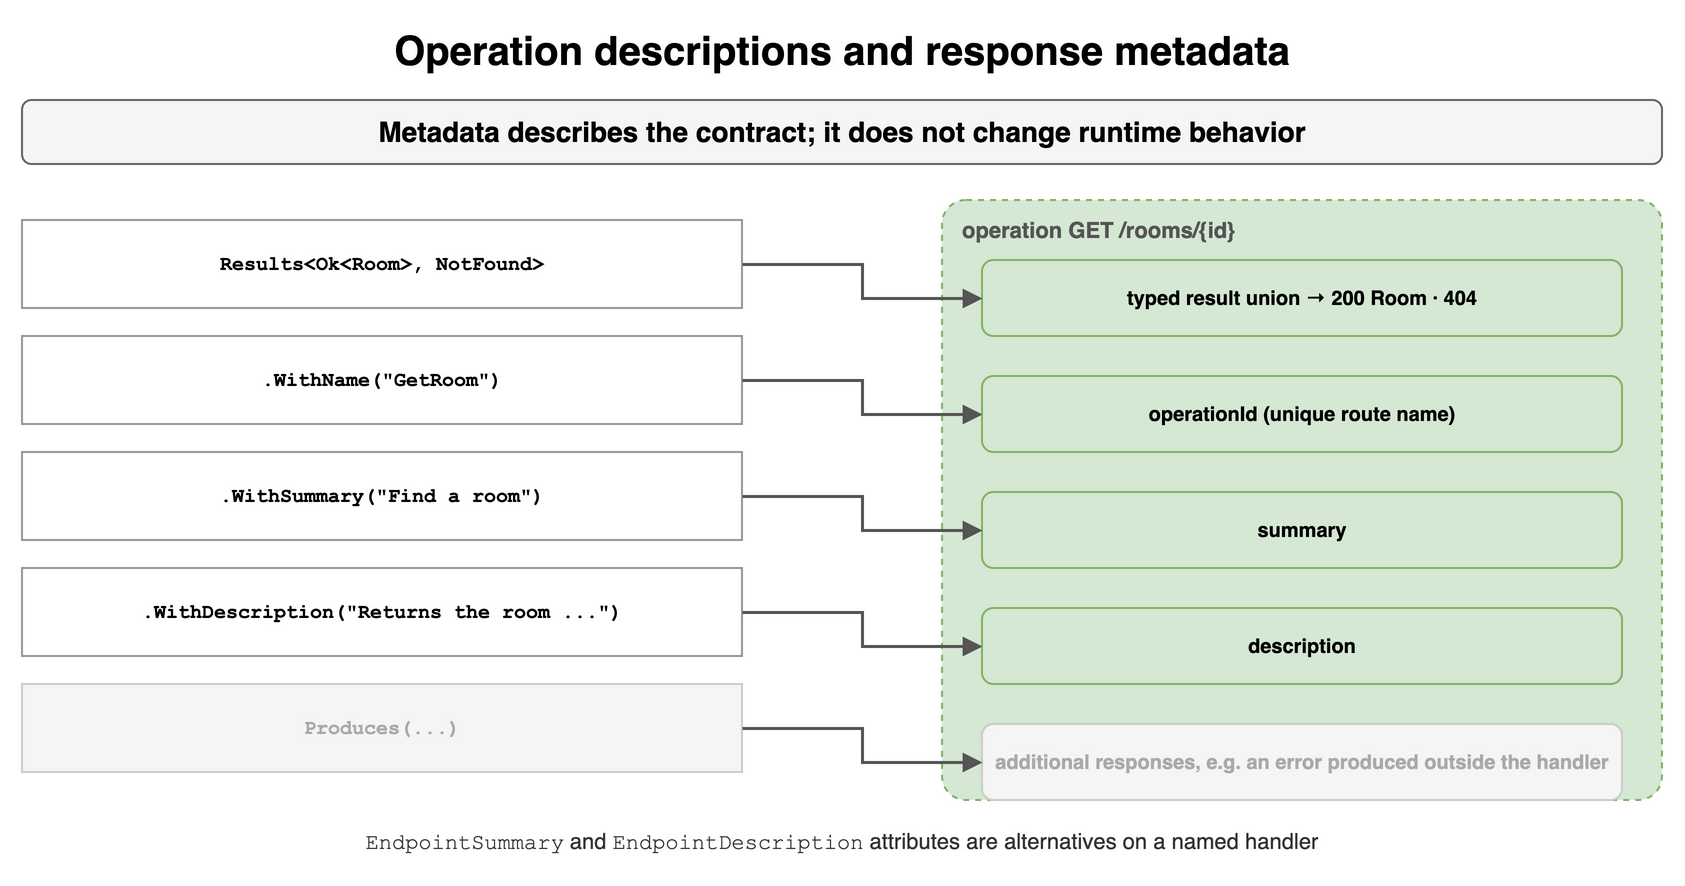 Operation descriptions and response metadata
Metadata describes the contract; it does not change runtime behavior
operation GET /rooms/{id}
Results<Ok<Room>, NotFound>
typed result union → 200 Room · 404
.WithName("GetRoom")
operationId (unique route name)
.WithSummary("Find a room")
summary
.WithDescription("Returns the room ...")
description
Produces(...)
additional responses, e.g. an error produced outside the handler
EndpointSummary and EndpointDescription attributes are alternatives on a named handler